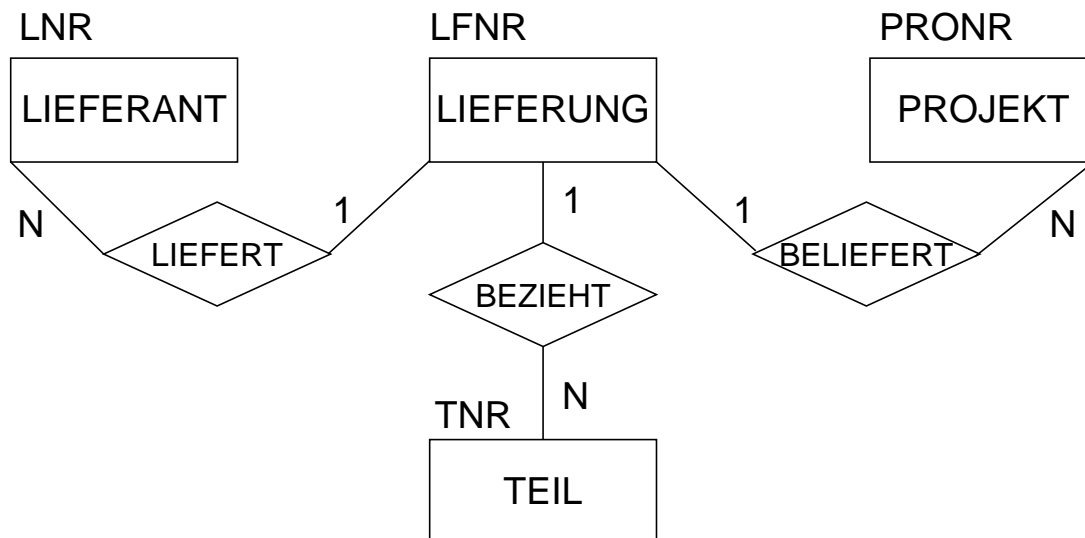 LNR LFNR PRONR
LIEFERANT LIEFERUNG PROJEKT
N 1 1 1 N
LIEFERT BELIEFERT
BEZIEHT
N
TNR
TEIL